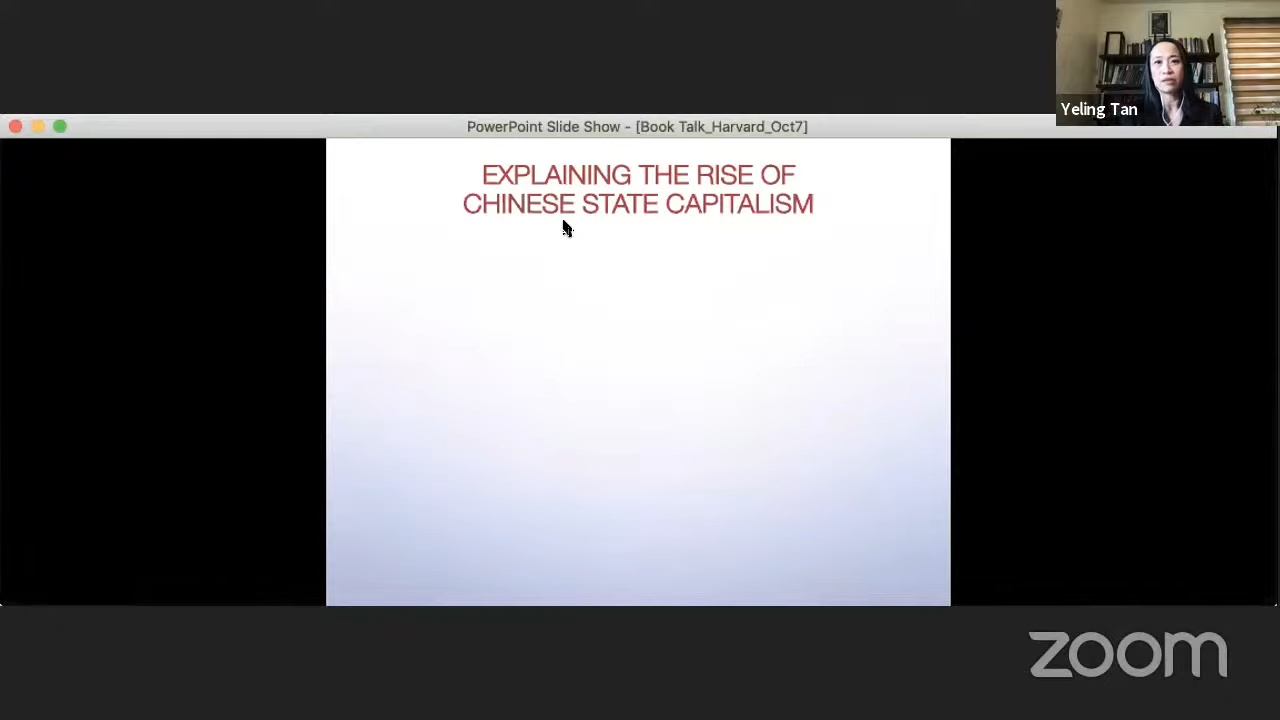 Yeling Tan
PowerPoint Slide Show - [Book Talk_Harvard_Oct7]
EXPLAINING THE RISE OF
CHINESE STATE CAPITALISM
zoom